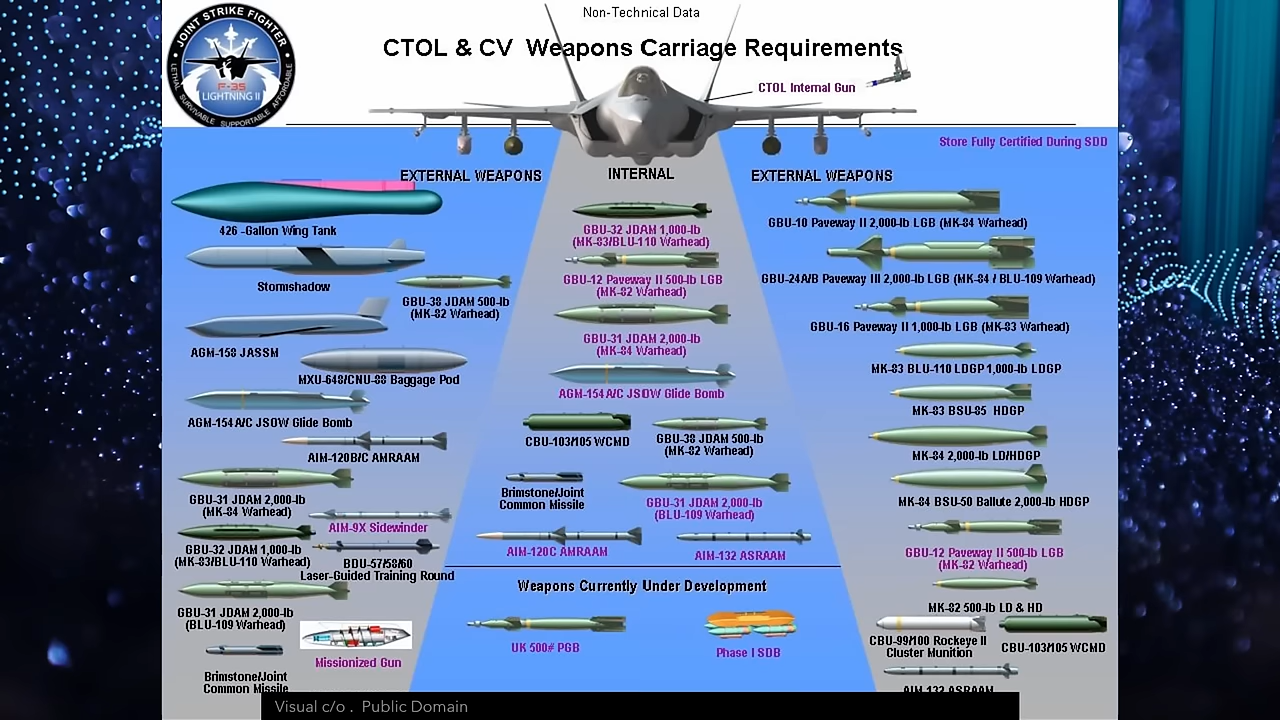 Non-Technical Data
CTOL & CV Weapons Carriage Requirements
JOINT STRIKE FIGHTER
F-35
LIGHTNING II
LETHAL SURVIVABLE SUPPORTABLE AFFORDABLE
CTOL Internal Gun
Store Fully Certified During SDD
EXTERNAL WEAPONS
426 -Gallon Wing Tank
Stormshadow
GBU-38 JDAM 500-lb
(MK-82 Warhead)
AGM-158 JASSM
MXU-648/CNU-88 Baggage Pod
AGM-154A/C JSOW Glide Bomb
AIM-120B/C AMRAAM
GBU-31 JDAM 2,000-lb
(MK-84 Warhead)
AIM-9X Sidewinder
GBU-32 JDAM 1,000-lb
(MK-83/BLU-110 Warhead)
BDU-57/58/60
Laser-Guided Training Round
GBU-31 JDAM 2,000-lb
(BLU-109 Warhead)
Missionized Gun
Brimstone/Joint
Common Missile
INTERNAL
GBU-32 JDAM 1,000-lb
(MK-83/BLU-110 Warhead)
GBU-12 Paveway II 500-lb LGB
(MK-82 Warhead)
GBU-31 JDAM 2,000-lb
(MK-84 Warhead)
AGM-154A/C JSOW Glide Bomb
CBU-103/105 WCMD
GBU-38 JDAM 500-lb
(MK-82 Warhead)
Brimstone/Joint
Common Missile
GBU-31 JDAM 2,000-lb
(BLU-109 Warhead)
AIM-120C AMRAAM
AIM-132 ASRAAM
Weapons Currently Under Development
UK 500# PGB
Phase I SDB
EXTERNAL WEAPONS
GBU-10 Paveway II 2,000-lb LGB (MK-84 Warhead)
GBU-24A/B Paveway III 2,000-lb LGB (MK-84 / BLU-109 Warhead)
GBU-16 Paveway II 1,000-lb LGB (MK-83 Warhead)
MK-83 BLU-110 LDGP 1,000-lb LDGP
MK-83 BSU-85 HDGP
MK-84 2,000-lb LD/HDGP
MK-84 BSU-50 Ballute 2,000-lb HDGP
GBU-12 Paveway II 500-lb LGB
(MK-82 Warhead)
MK-82 500-lb LD & HD
CBU-99/100 Rockeye II
Cluster Munition
CBU-103/105 WCMD
AIM-132 ASRAAM
Visual c/o . Public Domain